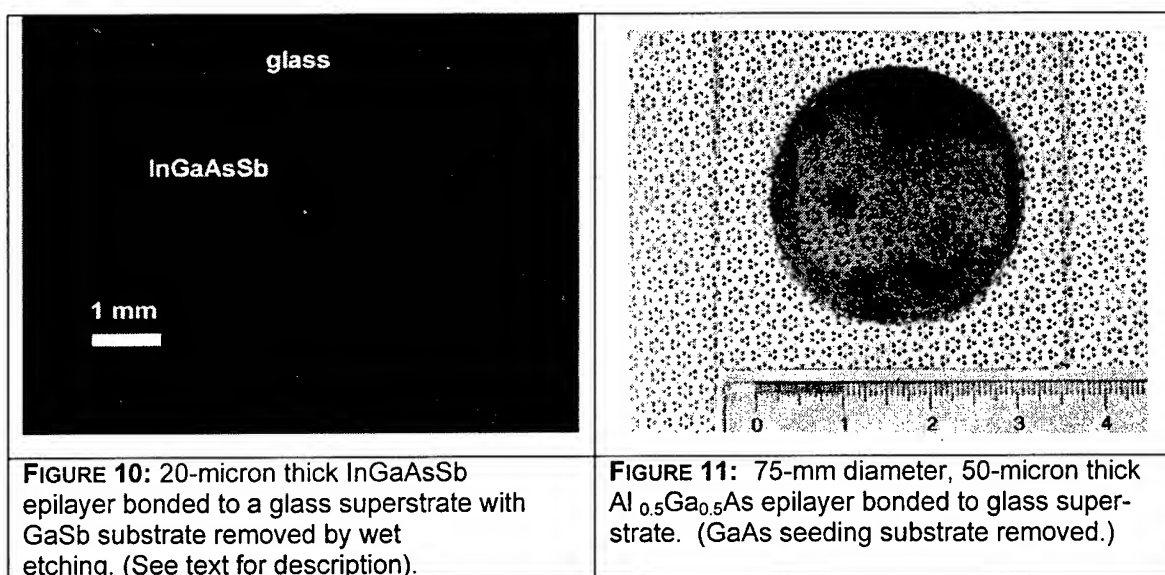 glass
InGaAsSb
1 mm
0 1 2 3 4
FIGURE 10: 20-micron thick InGaAsSb
epilayer bonded to a glass superstrate with
GaSb substrate removed by wet
etching. (See text for description).
FIGURE 11: 75-mm diameter, 50-micron thick
Al 0.5Ga0.5As epilayer bonded to glass super-
strate. (GaAs seeding substrate removed.)